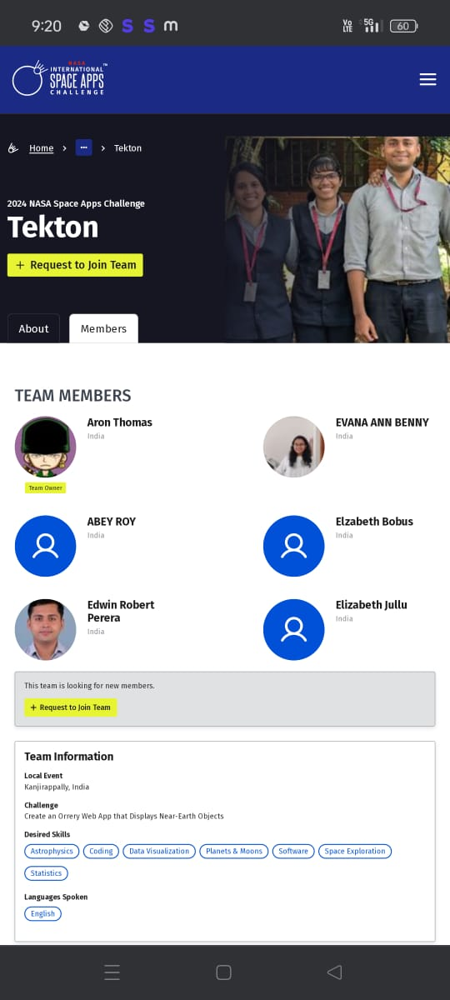 9:20
Vo
LTE
5G
60
NASA
INTERNATIONAL
SPACE APPS
CHALLENGE
TM
Home
Tekton
2024 NASA Space Apps Challenge
Tekton
+ Request to Join Team
About
Members
TEAM MEMBERS
Aron Thomas
India
Team Owner
EVANA ANN BENNY
India
ABEY ROY
India
Elzabeth Bobus
India
Edwin Robert
Perera
India
Elizabeth Jullu
India
This team is looking for new members.
+ Request to Join Team
Team Information
Local Event
Kanjirappally, India
Challenge
Create an Orrery Web App that Displays Near-Earth Objects
Desired Skills
Astrophysics Coding Data Visualization Planets & Moons Software Space Exploration
Statistics
Languages Spoken
English